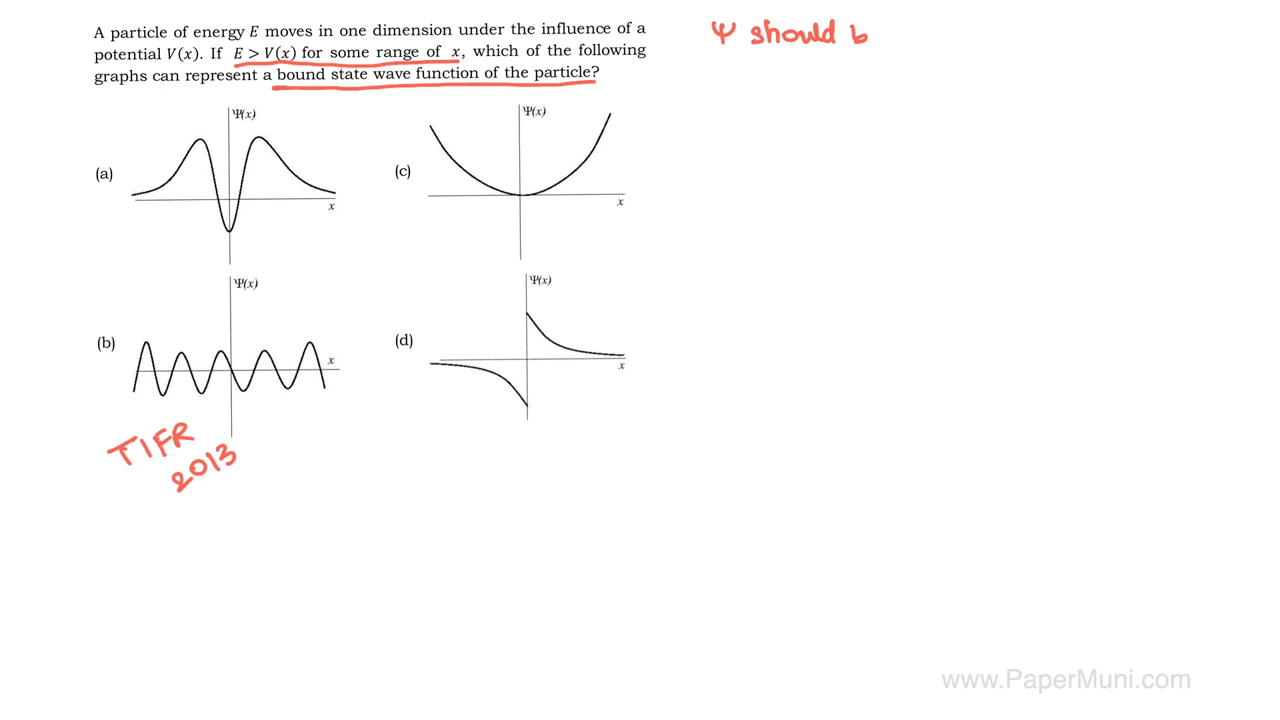 A particle of energy E moves in one dimension under the influence of a
potential V(x). If E > V(x) for some range of x, which of the following
graphs can represent a bound state wave function of the particle?
Ψ should b
Ψ(x)
(a)
x
Ψ(x)
(c)
x
Ψ(x)
(b)
x
Ψ(x)
(d)
x
TIFR
2013
www.PaperMuni.com